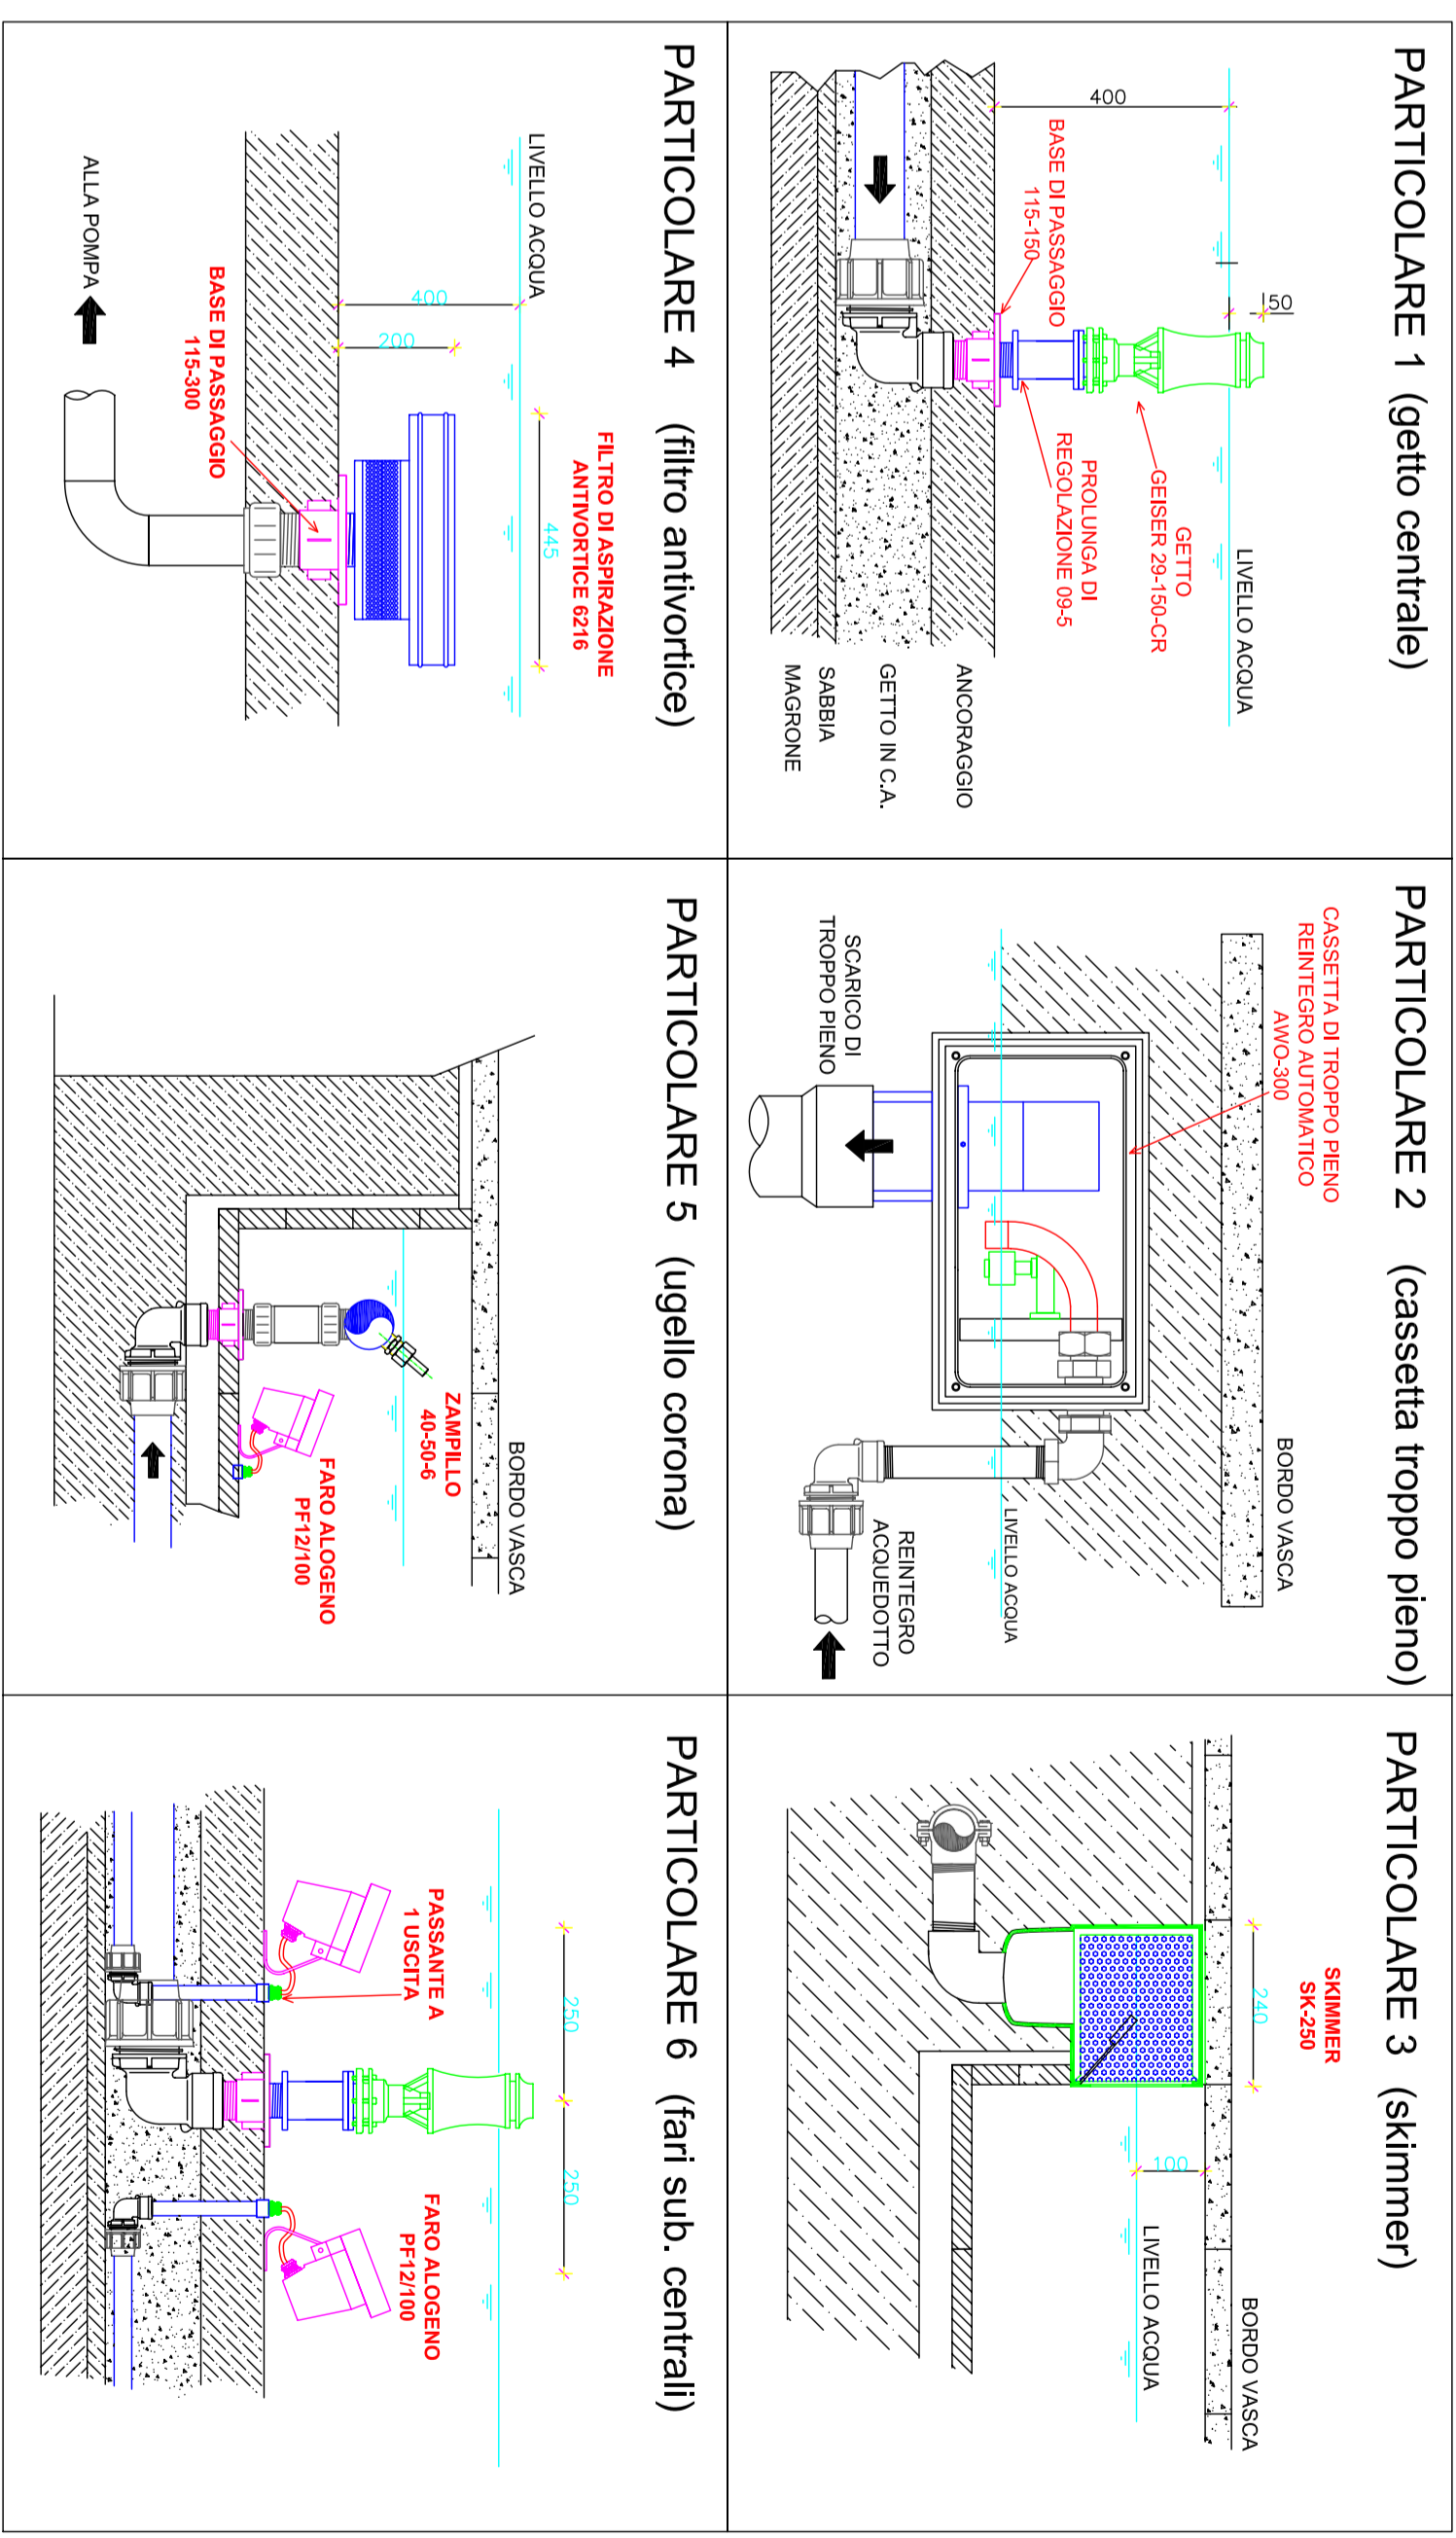 PARTICOLARE 1 (getto centrale)
400
50
LIVELLO ACQUA
GETTO
GEISER 29-150-CR
PROLUNGA DI
REGOLAZIONE 09-5
BASE DI PASSAGGIO
115-150
ANCORAGGIO
GETTO IN C.A.
SABBIA
MAGRONE
PARTICOLARE 2 (cassetta troppo pieno)
CASSETTA DI TROPPO PIENO
REINTEGRO AUTOMATICO
AWO-300
BORDO VASCA
SCARICO DI
TROPPO PIENO
LIVELLO ACQUA
REINTEGRO
ACQUEDOTTO
PARTICOLARE 3 (skimmer)
SKIMMER
SK-250
240
BORDO VASCA
100
LIVELLO ACQUA
PARTICOLARE 4 (filtro antivortice)
FILTRO DI ASPIRAZIONE
ANTIVORTICE 6216
445
LIVELLO ACQUA
400
200
BASE DI PASSAGGIO
115-300
ALLA POMPA
PARTICOLARE 5 (ugello corona)
BORDO VASCA
ZAMPILLO
40-50-6
FARO ALOGENO
PF12/100
PARTICOLARE 6 (fari sub. centrali)
250
250
PASSANTE A
1 USCITA
FARO ALOGENO
PF12/100